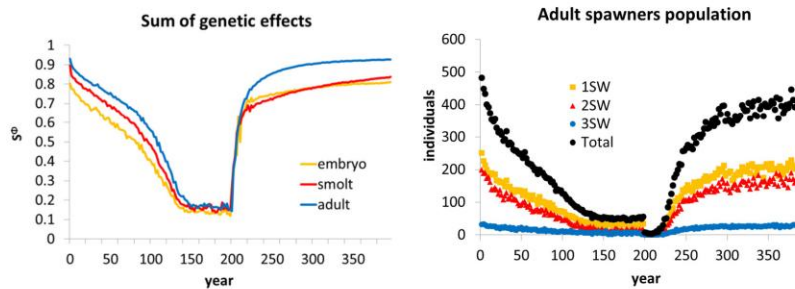 Sum of genetic effects
1
0.9
0.8
0.7
0.6
0.5
0.4
0.3
0.2
0.1
0
S^Φ
embryo
smolt
adult
0 50 100 150 200 250 300 350
year
Adult spawners population
600
500
400
300
200
100
0
individuals
1SW
2SW
3SW
Total
0 50 100 150 200 250 300 350
year